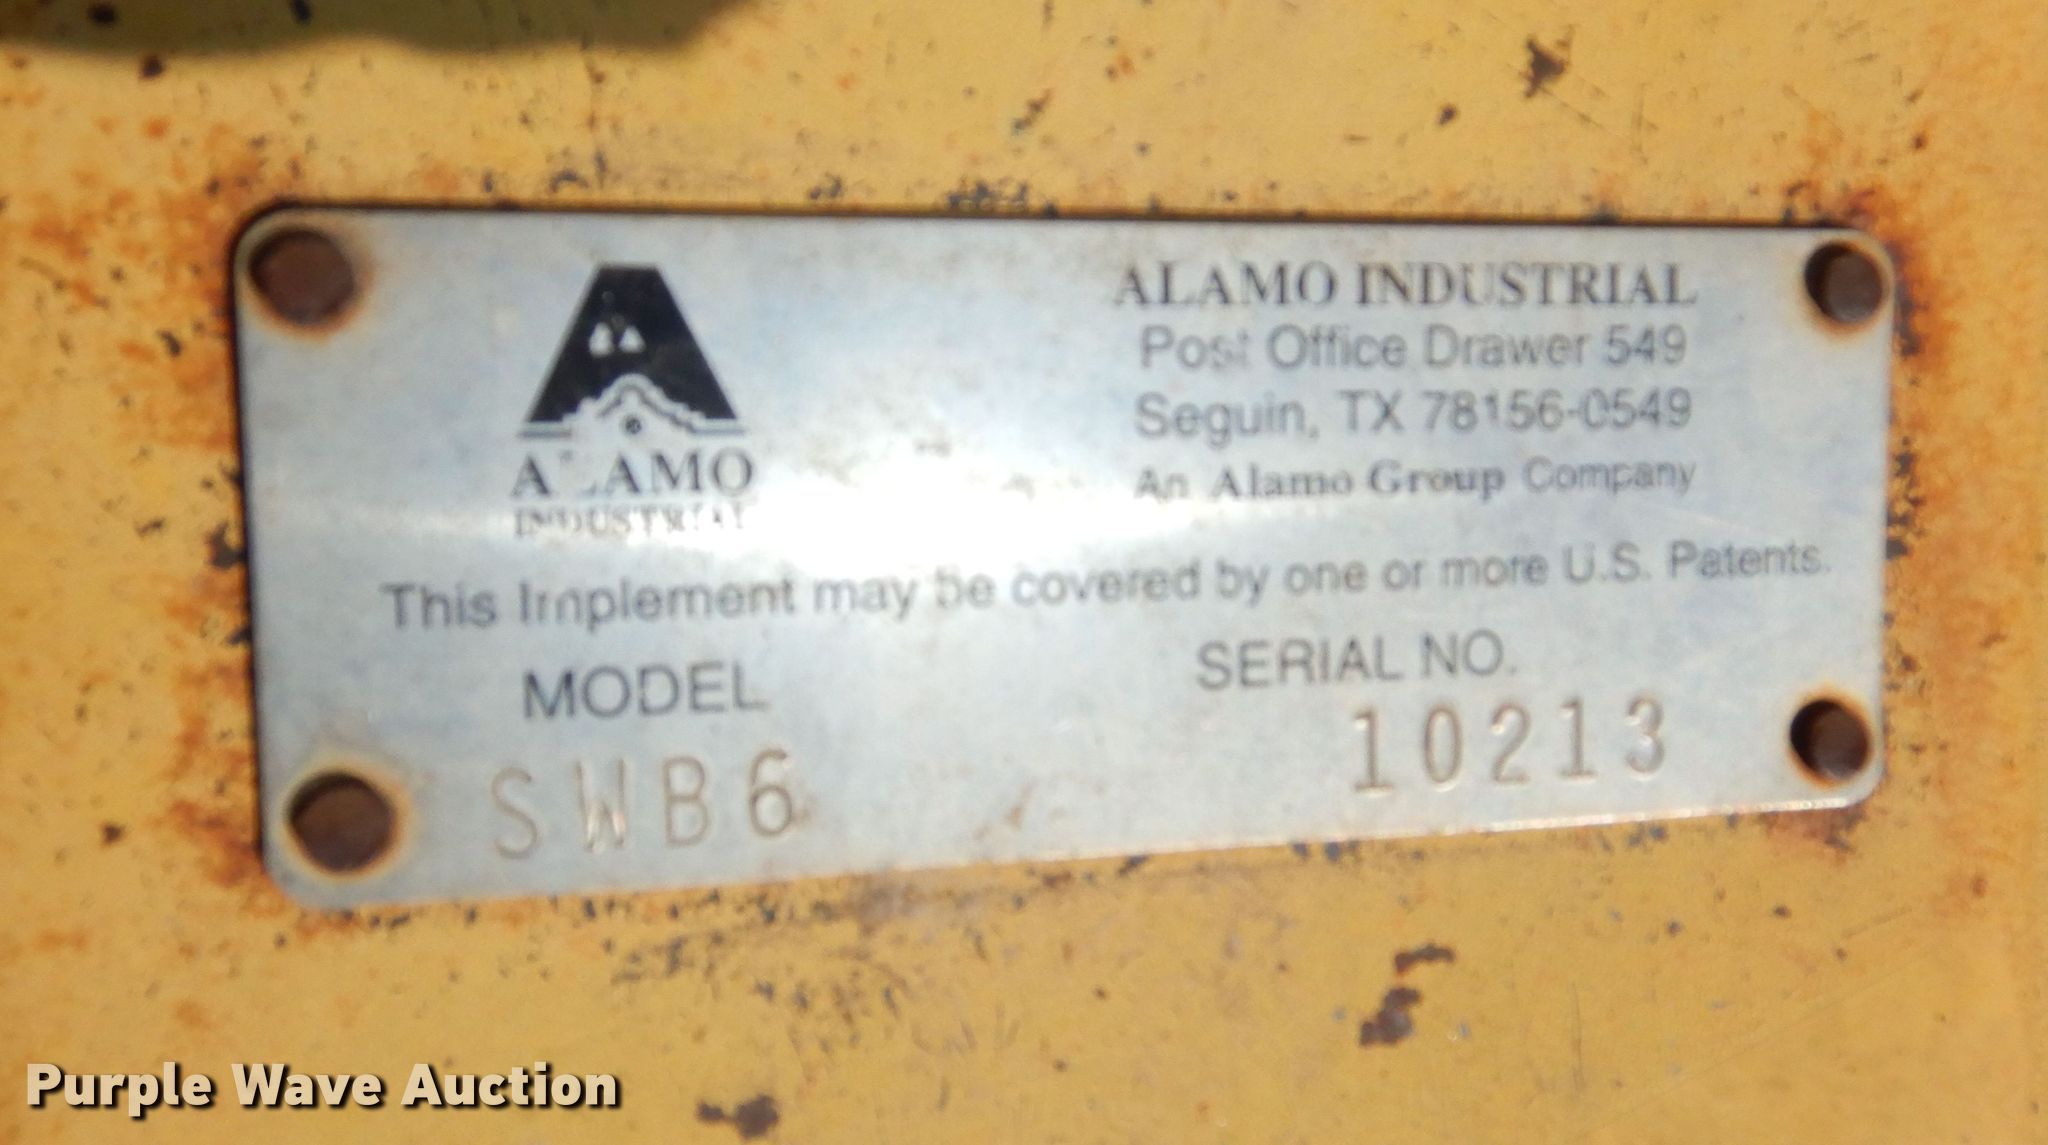 ALAMO
INDUSTRIAL
ALAMO INDUSTRIAL
Post Office Drawer 549
Seguin, TX 78156-0549
An Alamo Group Company
This Implement may be covered by one or more U.S. Patents.
MODEL
SERIAL NO.
SWB6
10213
Purple Wave Auction